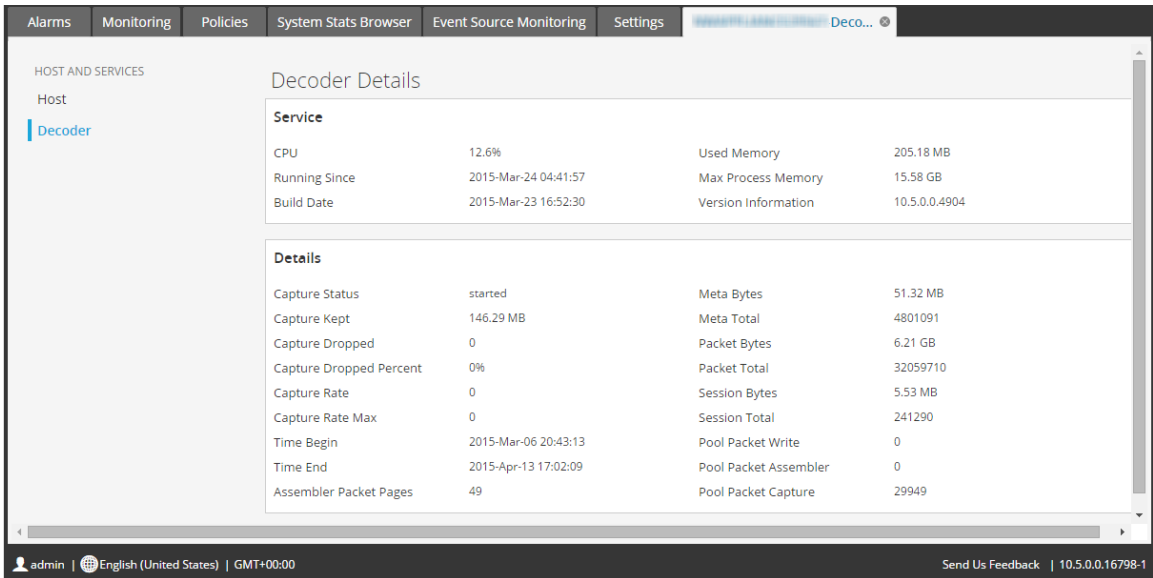 Alarms Monitoring Policies System Stats Browser Event Source Monitoring Settings Deco...
HOST AND SERVICES
Host
Decoder
Decoder Details
Service
CPU 12.6% Used Memory 205.18 MB
Running Since 2015-Mar-24 04:41:57 Max Process Memory 15.58 GB
Build Date 2015-Mar-23 16:52:30 Version Information 10.5.0.0.4904
Details
Capture Status started Meta Bytes 51.32 MB
Capture Kept 146.29 MB Meta Total 4801091
Capture Dropped 0 Packet Bytes 6.21 GB
Capture Dropped Percent 0% Packet Total 32059710
Capture Rate 0 Session Bytes 5.53 MB
Capture Rate Max 0 Session Total 241290
Time Begin 2015-Mar-06 20:43:13 Pool Packet Write 0
Time End 2015-Apr-13 17:02:09 Pool Packet Assembler 0
Assembler Packet Pages 49 Pool Packet Capture 29949
admin | English (United States) | GMT+00:00 Send Us Feedback | 10.5.0.0.16798-1